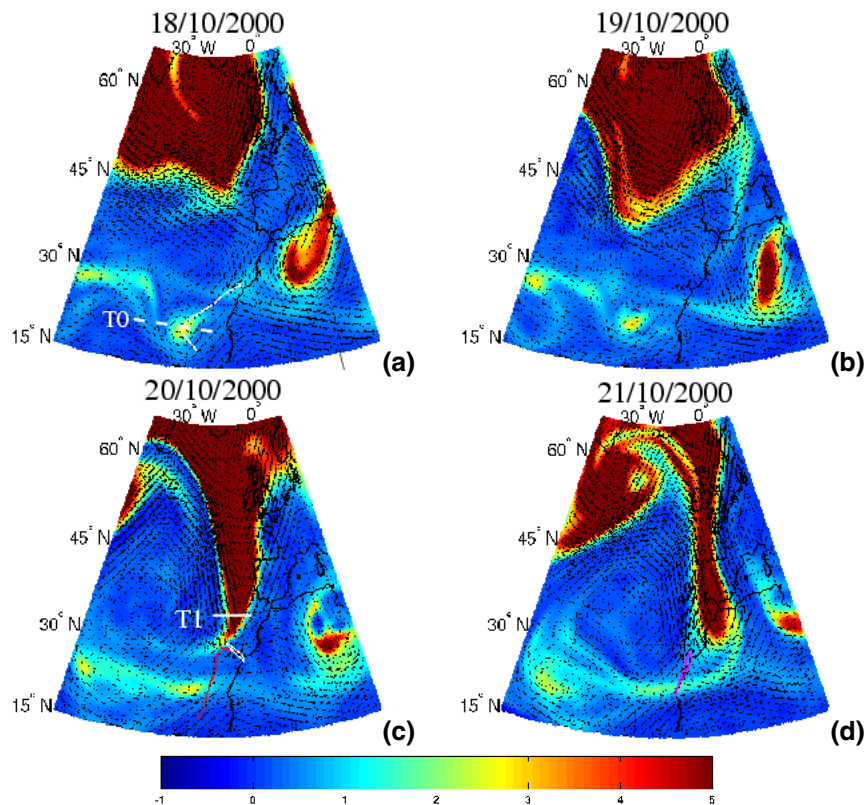 18/10/2000
19/10/2000
30° W 0°
30° W 0°
60° N
60° N
45° N
45° N
30° N
30° N
T0
15° N
15° N
(a)
(b)
20/10/2000
21/10/2000
30° W 0°
30° W 0°
60° N
60° N
45° N
45° N
T1
30° N
30° N
15° N
15° N
(c)
(d)
-1 0 1 2 3 4 5